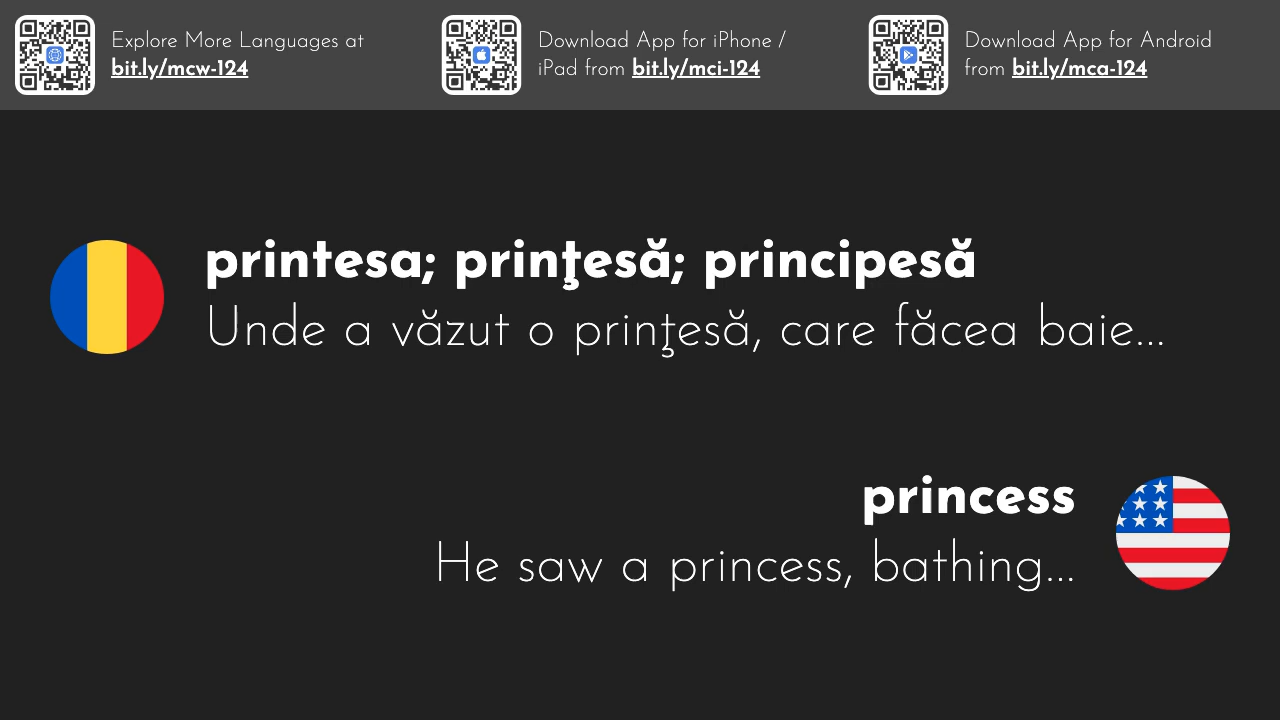 Explore More Languages at
bit.ly/mcw-124
Download App for iPhone /
iPad from bit.ly/mci-124
Download App for Android
from bit.ly/mca-124
printesa; prinţesă; principesă
Unde a văzut o prinţesă, care făcea baie...
princess
He saw a princess, bathing...